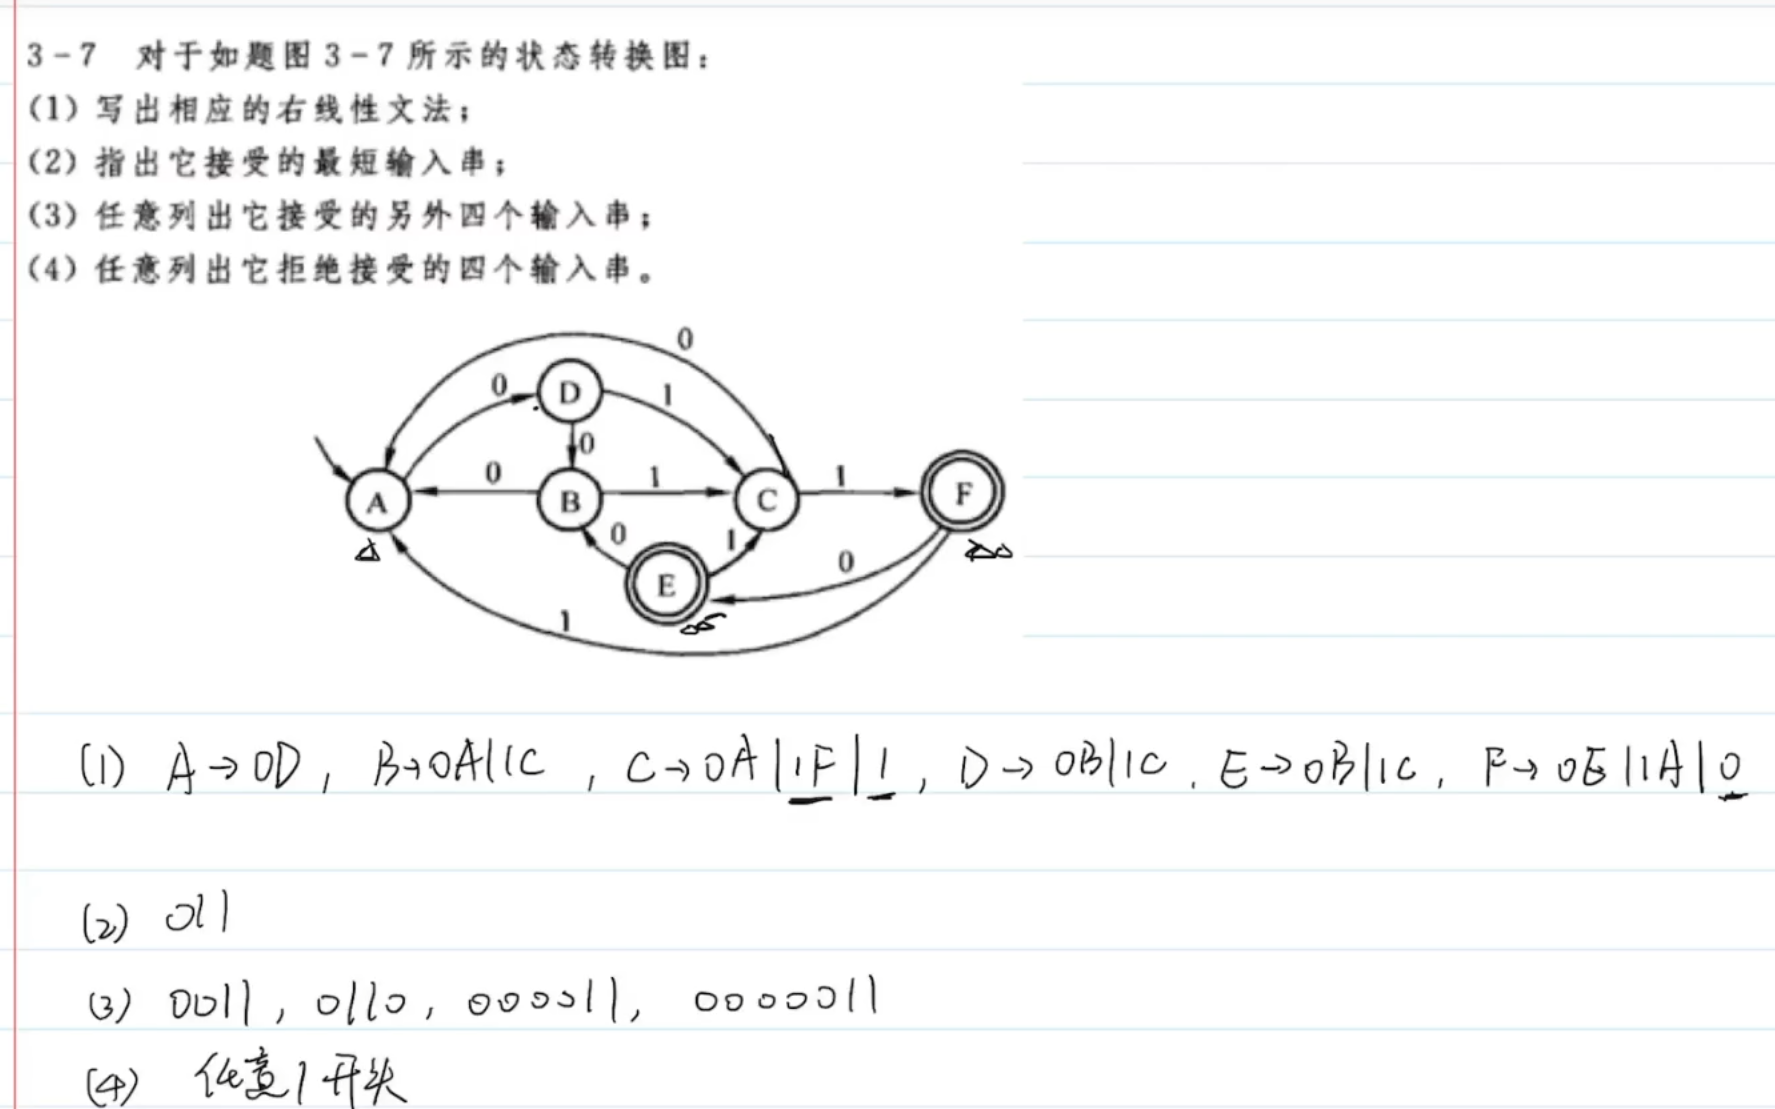 3-7 对于如题图3-7所示的状态转换图：
(1) 写出相应的右线性文法；
(2) 指出它接受的最短输入串；
(3) 任意列出它接受的另外四个输入串；
(4) 任意列出它拒绝接受的四个输入串。
0
0 D 1
0
A 0 B 1 C 1 F
0 1
E 0
1
(1) A→0D, B→0A|1C, C→0A|1F|1, D→0B|1C. E→0B|1C, F→0E|1A|0
(2) 011
(3) 0011, 0110, 000011, 0000011
(4) 任意1开头